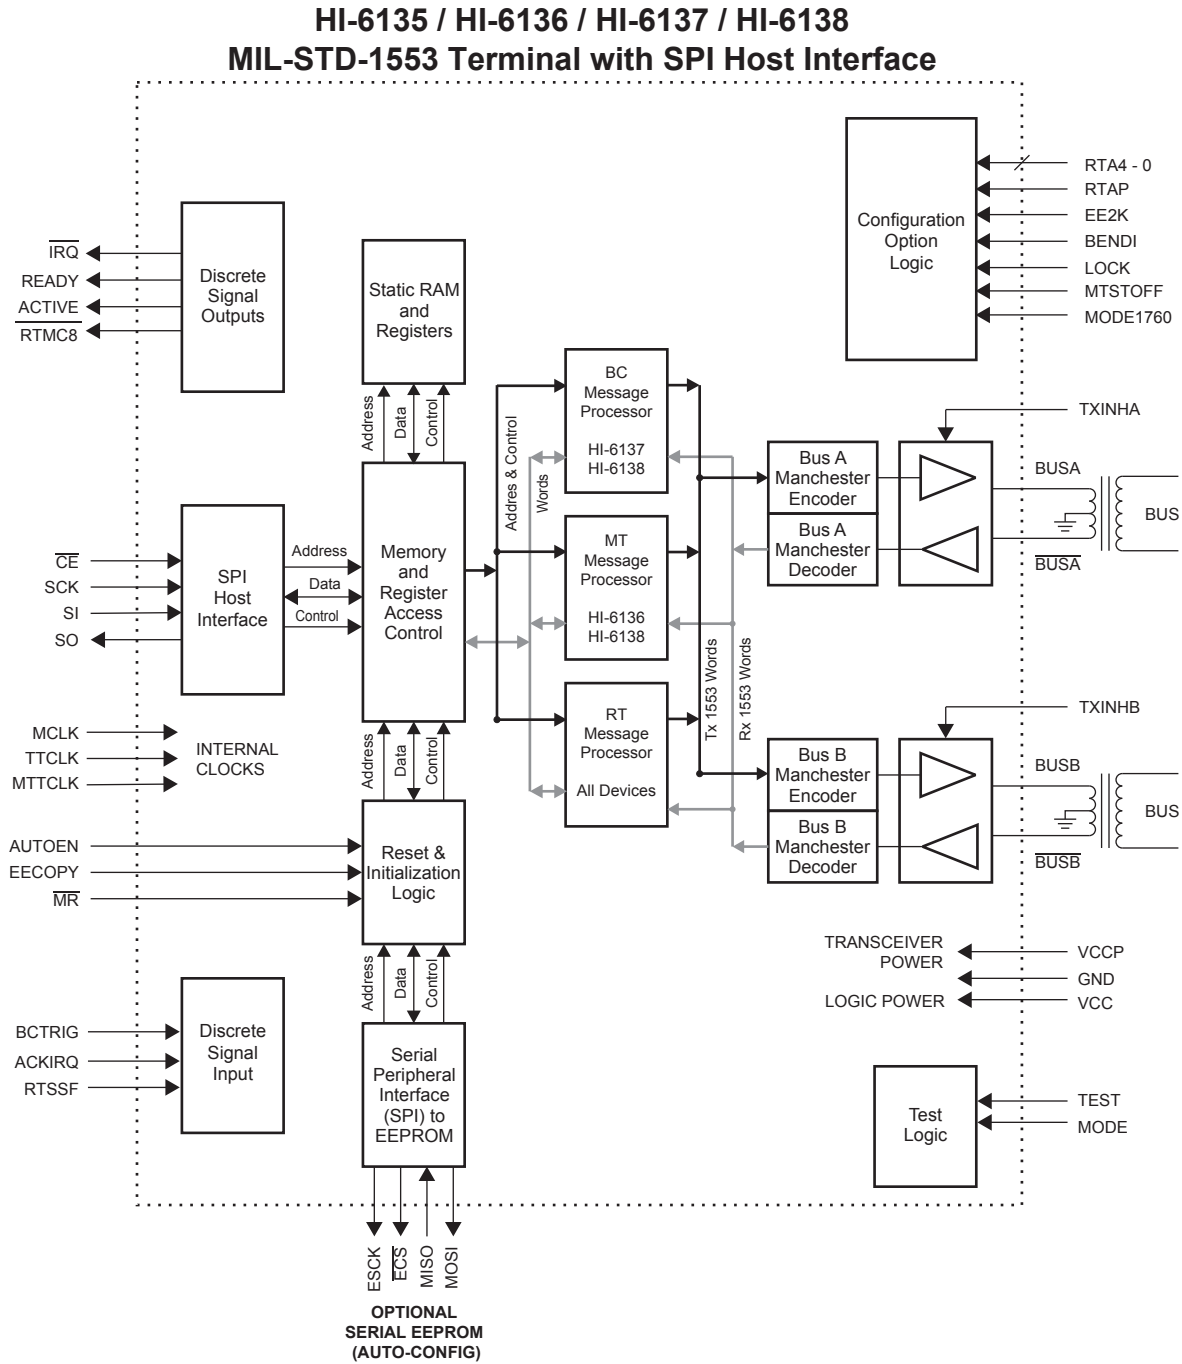 HI-6135 / HI-6136 / HI-6137 / HI-6138
MIL-STD-1553 Terminal with SPI Host Interface
IRQ
READY
ACTIVE
RTMC8
Discrete
Signal
Outputs
Static RAM
and
Registers
Configuration
Option
Logic
RTA4 - 0
RTAP
EE2K
BENDI
LOCK
MTSTOFF
MODE1760
Address
Data
Control
Addres & Control
Words
BC
Message
Processor
HI-6137
HI-6138
MT
Message
Processor
HI-6136
HI-6138
RT
Message
Processor
All Devices
Tx 1553 Words
Rx 1553 Words
Bus A
Manchester
Encoder
Bus A
Manchester
Decoder
TXINHA
BUSA
BUSA
BUS
CE
SCK
SI
SO
SPI
Host
Interface
Address
Data
Control
Memory
and
Register
Access
Control
MCLK
TTCLK
MTTCLK
INTERNAL
CLOCKS
Address
Data
Control
Bus B
Manchester
Encoder
Bus B
Manchester
Decoder
TXINHB
BUSB
BUSB
BUS
AUTOEN
EECOPY
MR
Reset &
Initialization
Logic
Address
Data
Control
TRANSCEIVER
POWER
LOGIC POWER
VCCP
GND
VCC
BCTRIG
ACKIRQ
RTSSF
Discrete
Signal
Input
Serial
Peripheral
Interface
(SPI) to
EEPROM
Test
Logic
TEST
MODE
ESCK
ECS
MISO
MOSI
OPTIONAL
SERIAL EEPROM
(AUTO-CONFIG)